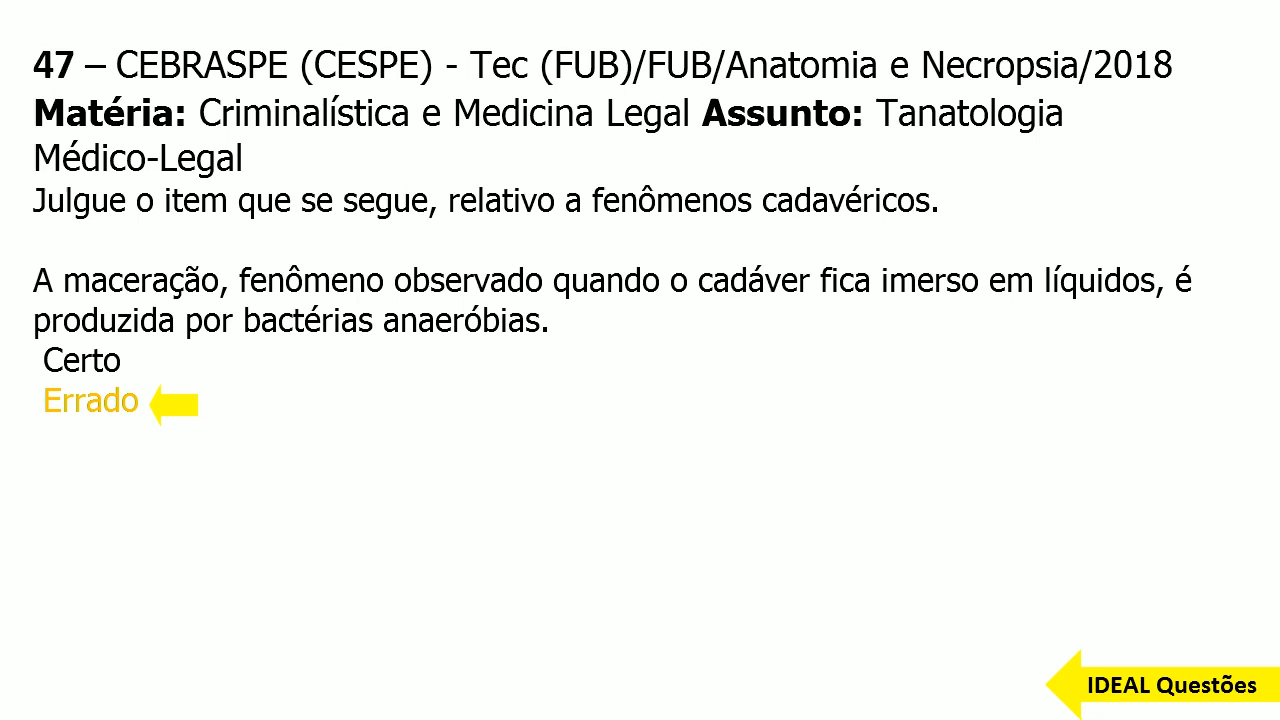 47 – CEBRASPE (CESPE) - Tec (FUB)/FUB/Anatomia e Necropsia/2018
Matéria: Criminalística e Medicina Legal Assunto: Tanatologia
Médico-Legal
Julgue o item que se segue, relativo a fenômenos cadavéricos.
A maceração, fenômeno observado quando o cadáver fica imerso em líquidos, é
produzida por bactérias anaeróbias.
Certo
Errado
IDEAL Questões